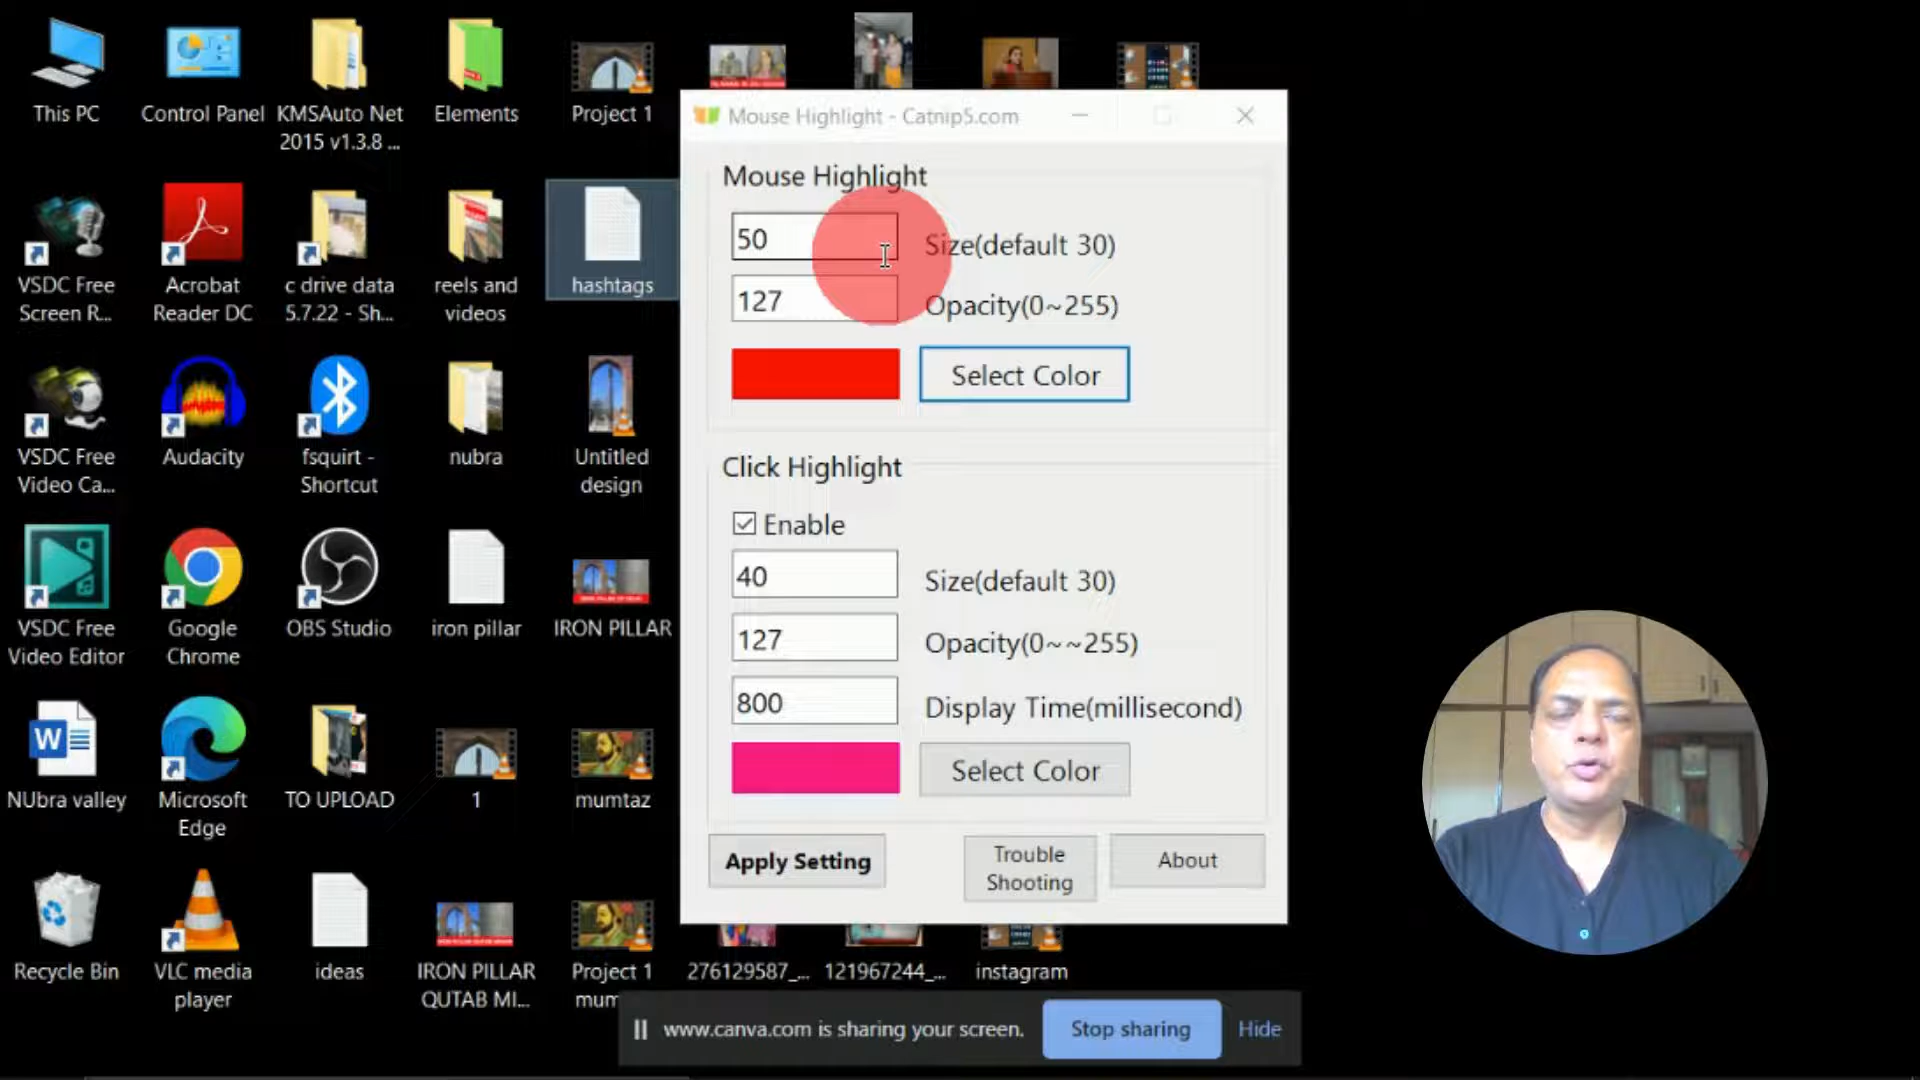 This PC
Control Panel
KMSAuto Net
2015 v1.3.8 ...
Elements
Project 1
VSDC Free
Screen R...
Acrobat
Reader DC
c drive data
5.7.22 - Sh...
reels and
videos
hashtags
VSDC Free
Video Ca...
Audacity
fsquirt -
Shortcut
nubra
Untitled
design
VSDC Free
Video Editor
Google
Chrome
OBS Studio
iron pillar
IRON PILLAR
NUbra valley
Microsoft
Edge
TO UPLOAD
1
mumtaz
Recycle Bin
VLC media
player
ideas
IRON PILLAR
QUTAB MI...
Project 1
mum
276129587_...
121967244_...
instagram
Mouse Highlight - Catnip5.com
Mouse Highlight
50
Size(default 30)
127
Opacity(0~255)
Select Color
Click Highlight
Enable
40
Size(default 30)
127
Opacity(0~~255)
800
Display Time(millisecond)
Select Color
Apply Setting
Trouble
Shooting
About
www.canva.com is sharing your screen.
Stop sharing
Hide